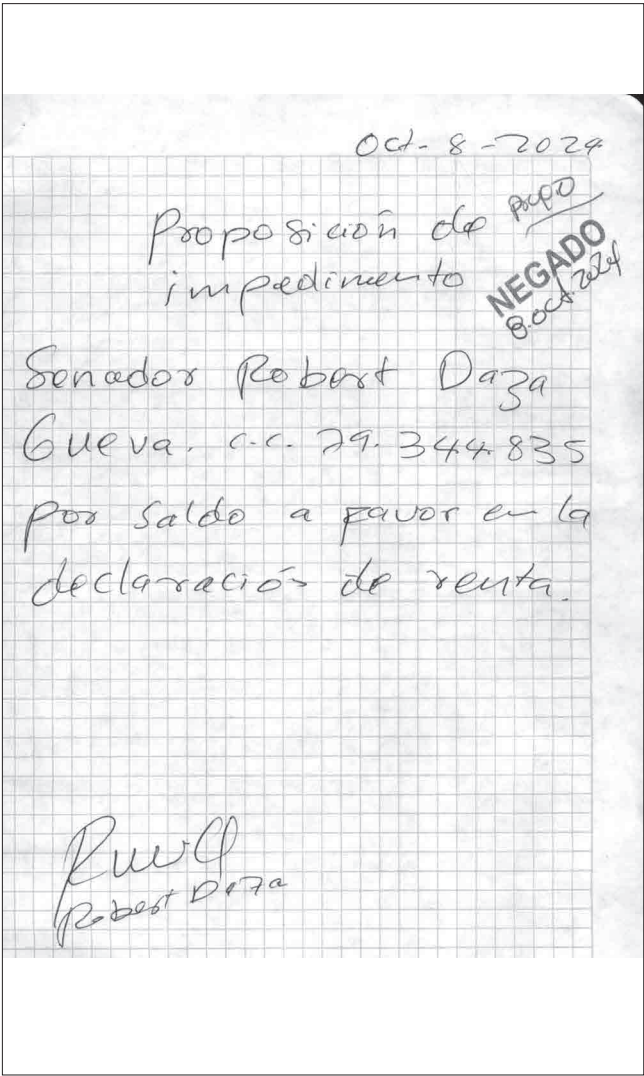 Oct- 8 - 2024
Proposición de
impedimento
NEGADO
8.oct.2024
Senador Robert Daza
Gueva. c.c. 79.344.835
por saldo a favor en la
declaración de renta.
Robert Daza